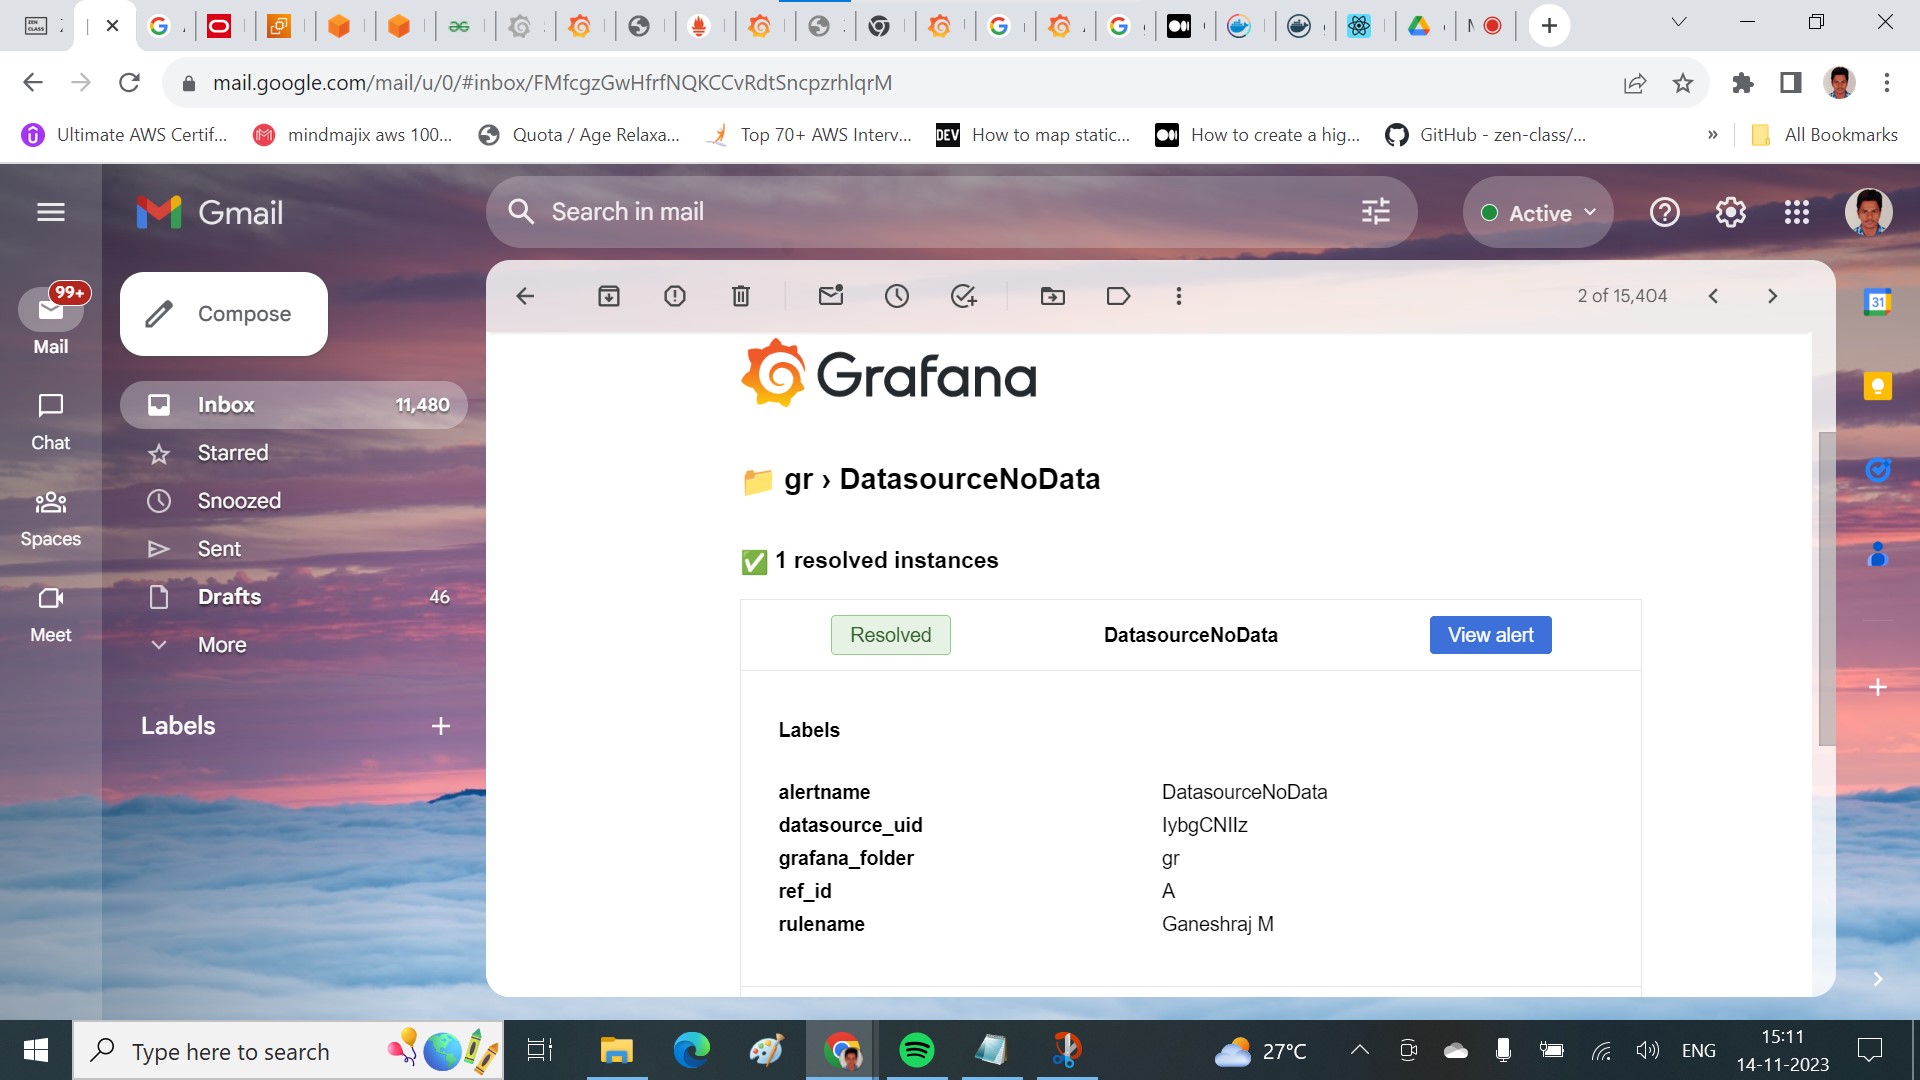 mail.google.com/mail/u/0/#inbox/FMfcgzGwHfrfNQKCCvRdtSncpzrhlqrM
Ultimate AWS Certif...
mindmajix aws 100...
Quota / Age Relaxa...
Top 70+ AWS Interv...
DEV
How to map static...
How to create a hig...
GitHub - zen-class/...
»
All Bookmarks
Gmail
Search in mail
Active
99+
Mail
Chat
Spaces
Meet
Compose
Inbox 11,480
Starred
Snoozed
Sent
Drafts 46
More
Labels
2 of 15,404
31
Grafana
gr › DatasourceNoData
1 resolved instances
Resolved DatasourceNoData View alert
Labels
alertname DatasourceNoData
datasource_uid
grafana_folder gr
ref_id A
rulename Ganeshraj M
Type here to search
27°C
ENG
15:11
14-11-2023